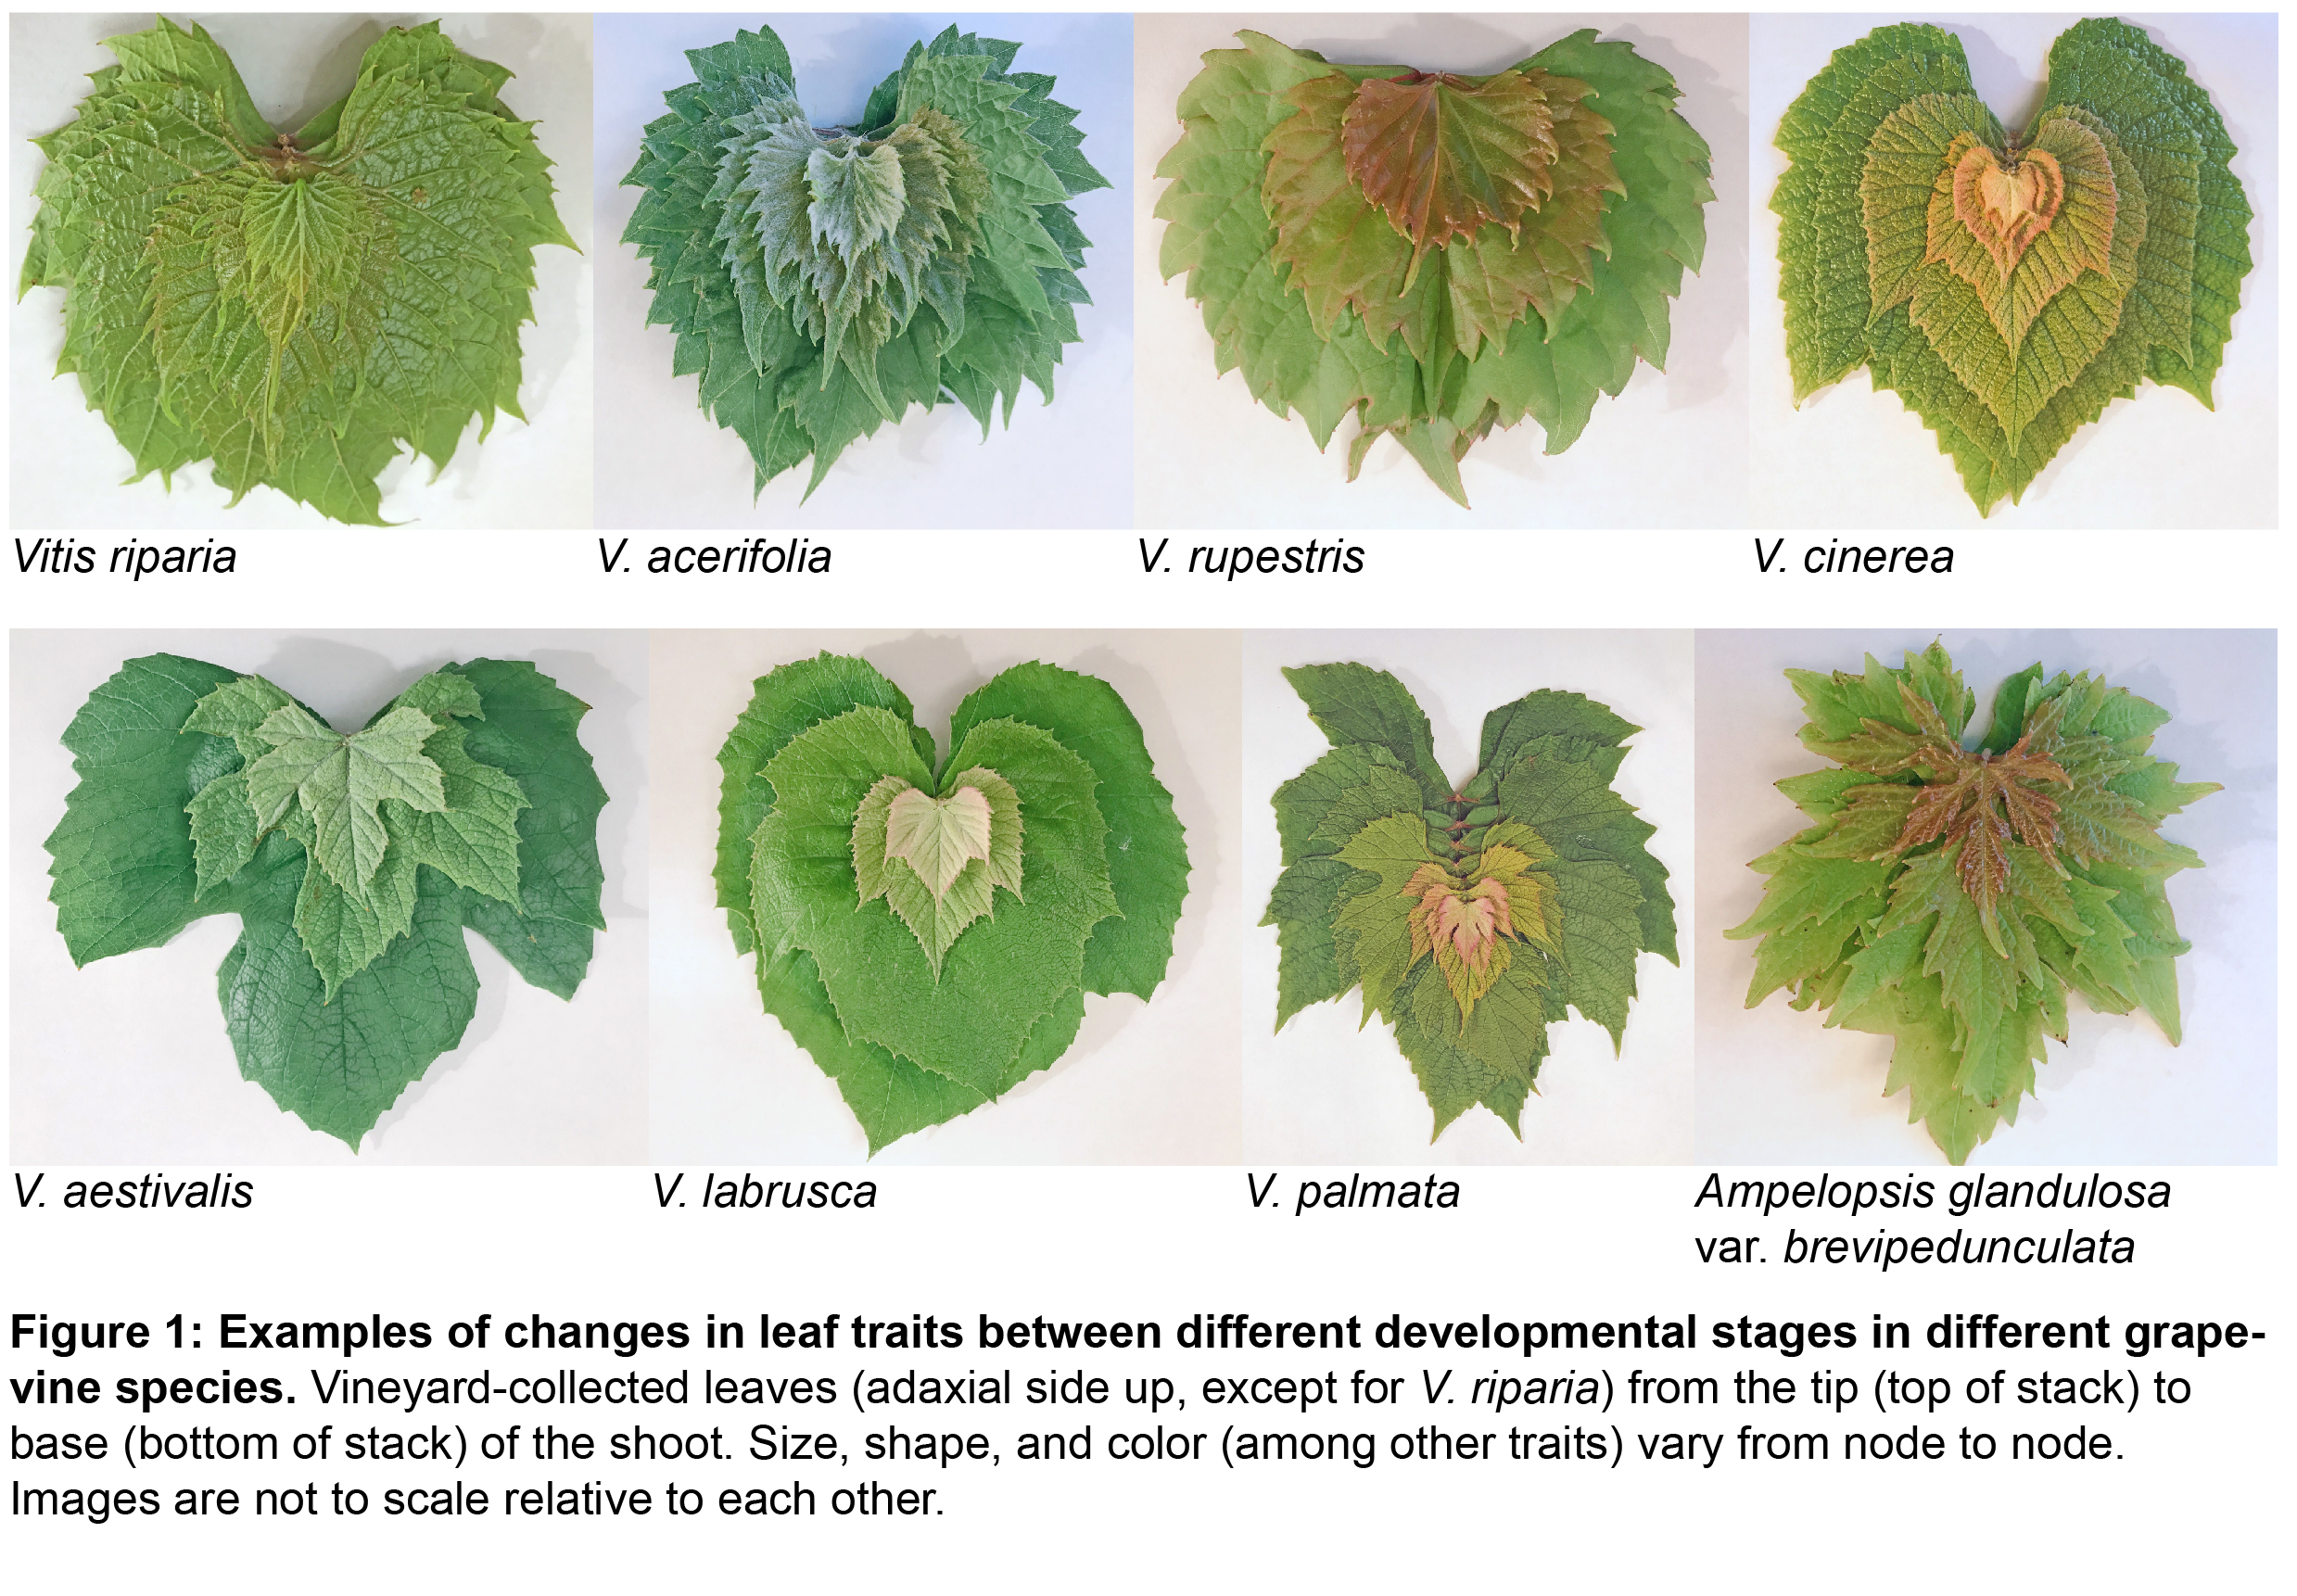 Vitis riparia
V. acerifolia
V. rupestris
V. cinerea
V. aestivalis
V. labrusca
V. palmata
Ampelopsis glandulosa
var. brevipedunculata
Figure 1: Examples of changes in leaf traits between different developmental stages in different grape-
vine species. Vineyard-collected leaves (adaxial side up, except for V. riparia) from the tip (top of stack) to
base (bottom of stack) of the shoot. Size, shape, and color (among other traits) vary from node to node.
Images are not to scale relative to each other.